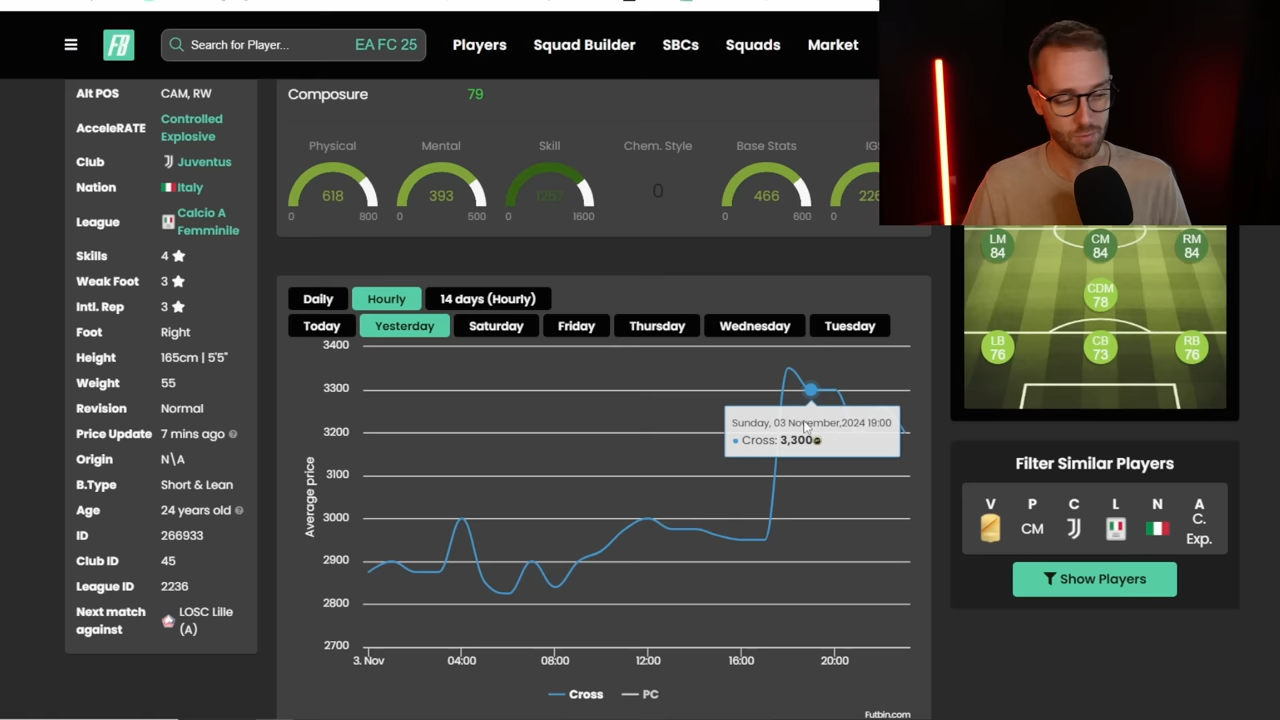 FB
Search for Player...
EA FC 25
Players
Squad Builder
SBCs
Squads
Market
Alt POS CAM, RW
AcceleRATE Controlled
Explosive
Club Juventus
Nation Italy
League Calcio A
Femminile
Skills 4
Weak Foot 3
Intl. Rep 3
Foot Right
Height 165cm | 5'5"
Weight 55
Revision Normal
Price Update 7 mins ago
Origin N\A
B.Type Short & Lean
Age 24 years old
ID 266933
Club ID 45
League ID 2236
Next match
against LOSC Lille
(A)
Composure 79
Physical Mental Skill Chem. Style Base Stats
618 393 1257 0 466
0 800 0 500 0 1600 0 600 0
Daily Hourly 14 days (Hourly)
Today Yesterday Saturday Friday Thursday Wednesday Tuesday
3400
3300
3200
3100
3000
2900
2800
2700
Average price
Sunday, 03 November,2024 19:00
Cross: 3,300
3. Nov 04:00 08:00 12:00 16:00 20:00
Cross PC
Futbin.com
LM CM RM
84 84 84
CDM
78
LB CB RB
76 73 76
Filter Similar Players
V P C L N A
CM C.
Exp.
Show Players